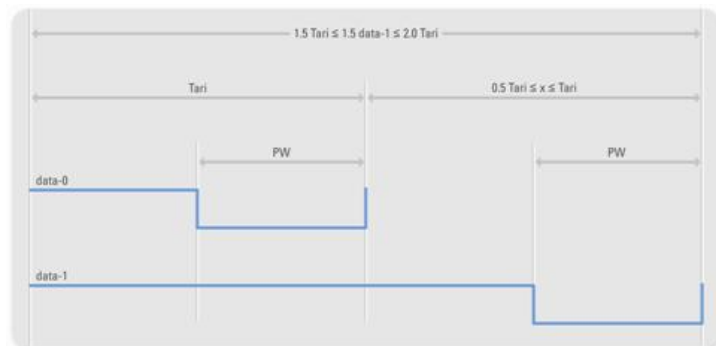 1.5 Tari ≤ 1.5 data-1 ≤ 2.0 Tari
Tari
0.5 Tari ≤ x ≤ Tari
PW
PW
data-0
data-1